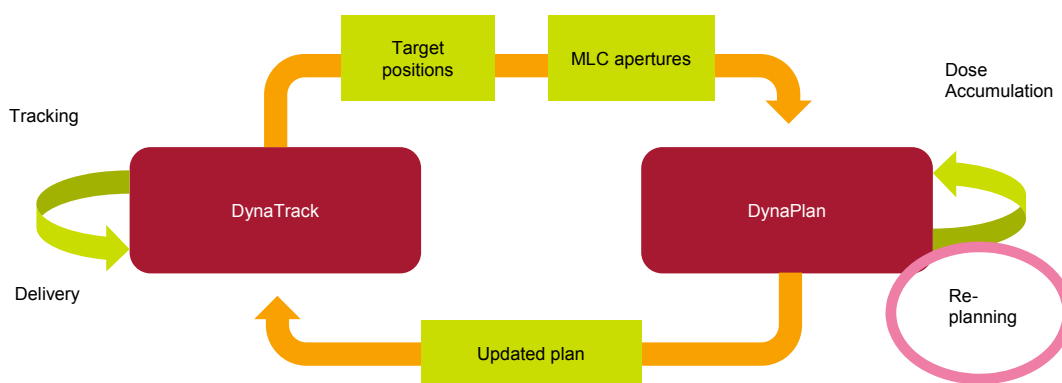 Target
positions
MLC apertures
Dose
Accumulation
Tracking
DynaTrack
DynaPlan
Delivery
Re-
planning
Updated plan